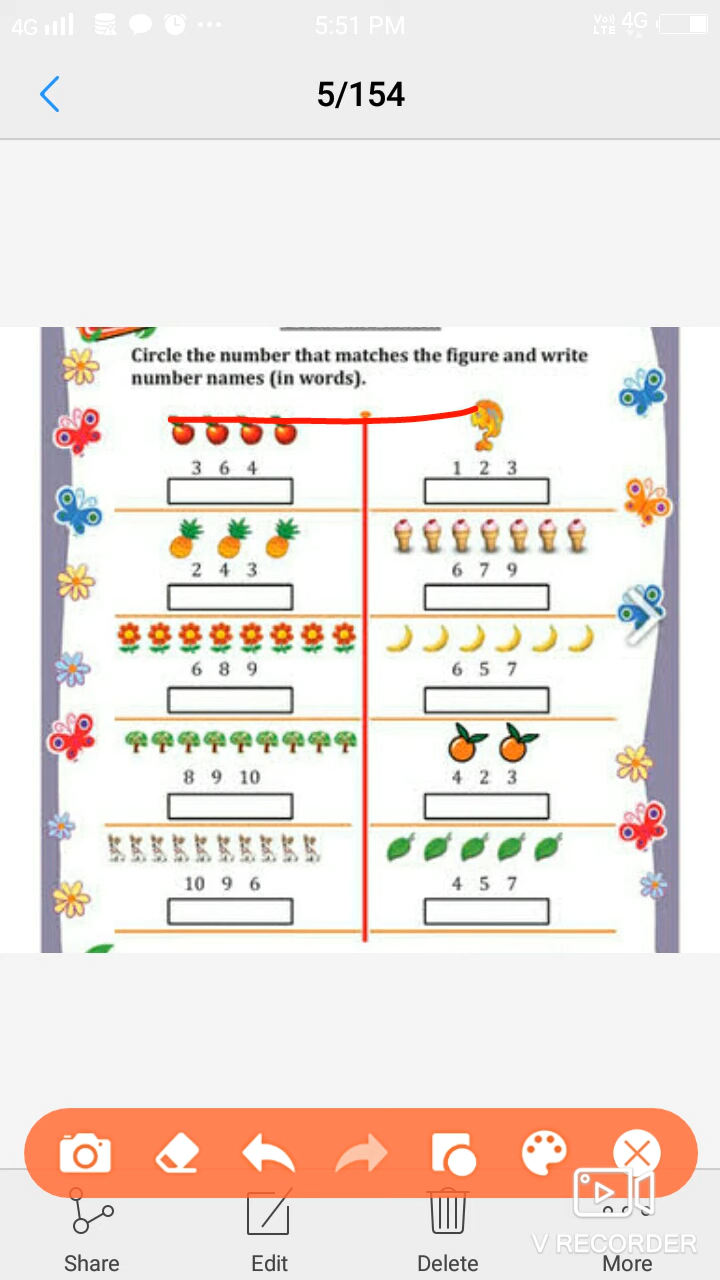 4G 5:51 PM Vo)) LTE 4G
5/154
Circle the number that matches the figure and write
number names (in words).
3 6 4
1 2 3
2 4 3
6 7 9
6 8 9
6 5 7
8 9 10
4 2 3
10 9 6
4 5 7
Share Edit Delete More
V RECORDER